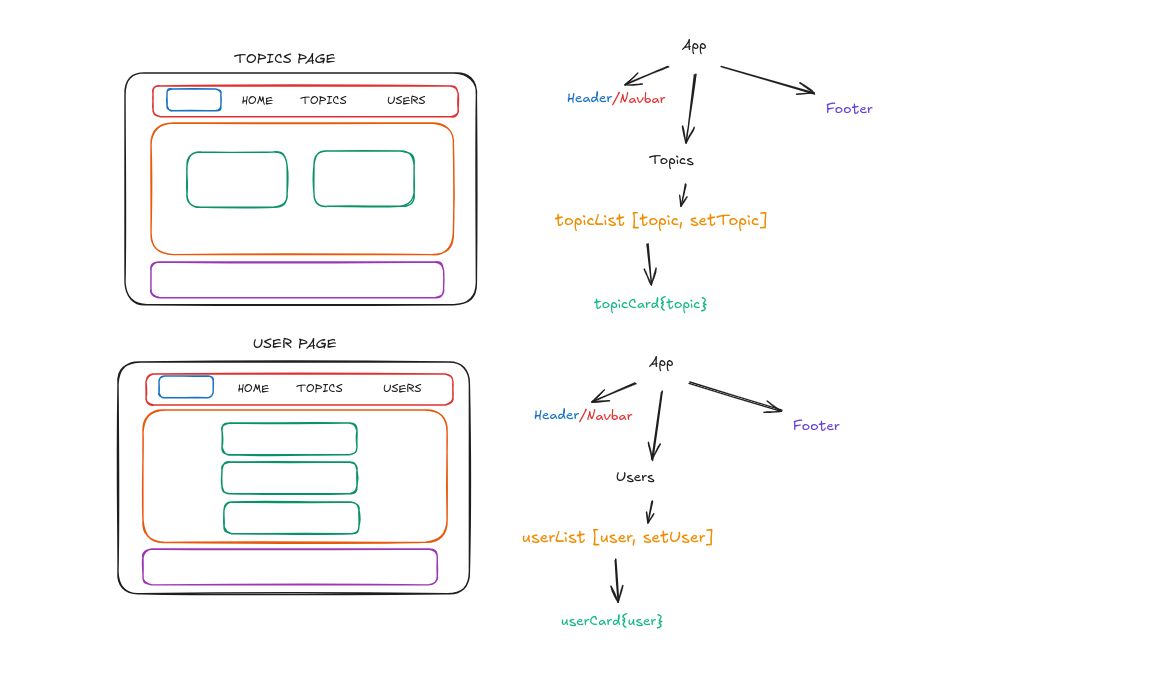 TOPICS PAGE
HOME TOPICS USERS
App
Header/Navbar
Footer
Topics
topicList [topic, setTopic]
topicCard{topic}
USER PAGE
HOME TOPICS USERS
App
Header/Navbar
Footer
Users
userList [user, setUser]
userCard{user}